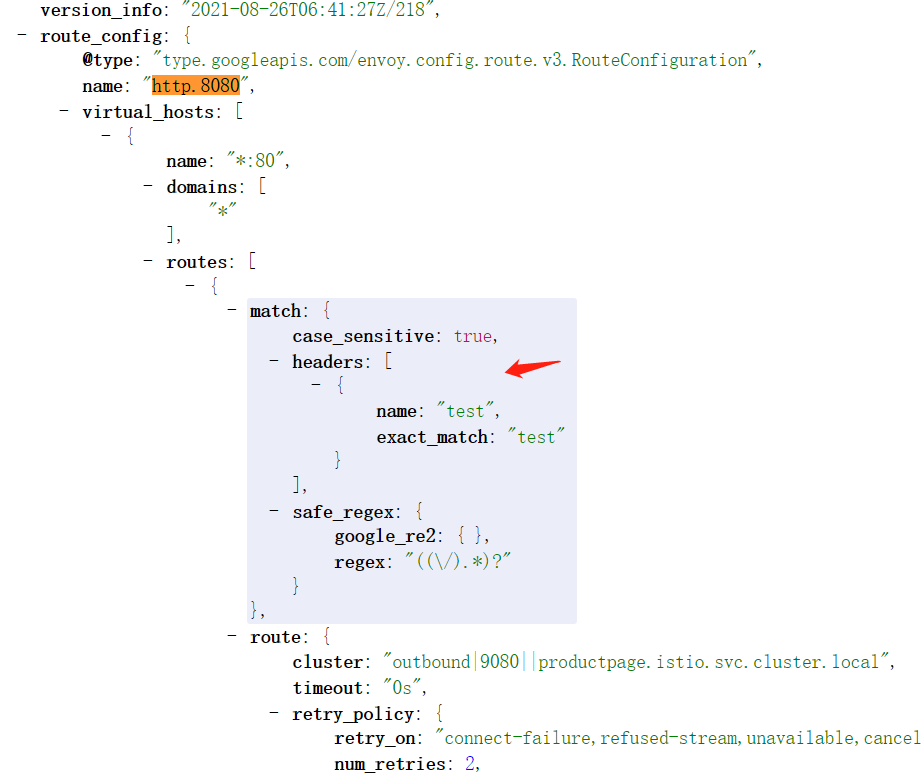 version_info: "2021-08-26T06:41:27Z/218",
- route_config: {
@type: "type.googleapis.com/envoy.config.route.v3.RouteConfiguration",
name: "http.8080",
- virtual_hosts: [
- {
name: "*:80",
- domains: [
"*"
],
- routes: [
- {
- match: {
case_sensitive: true,
- headers: [
- {
name: "test",
exact_match: "test"
}
],
- safe_regex: {
google_re2: { },
regex: "((\/).*)?"
}
},
- route: {
cluster: "outbound|9080||productpage.istio.svc.cluster.local",
timeout: "0s",
- retry_policy: {
retry_on: "connect-failure,refused-stream,unavailable,cancel
num_retries: 2,